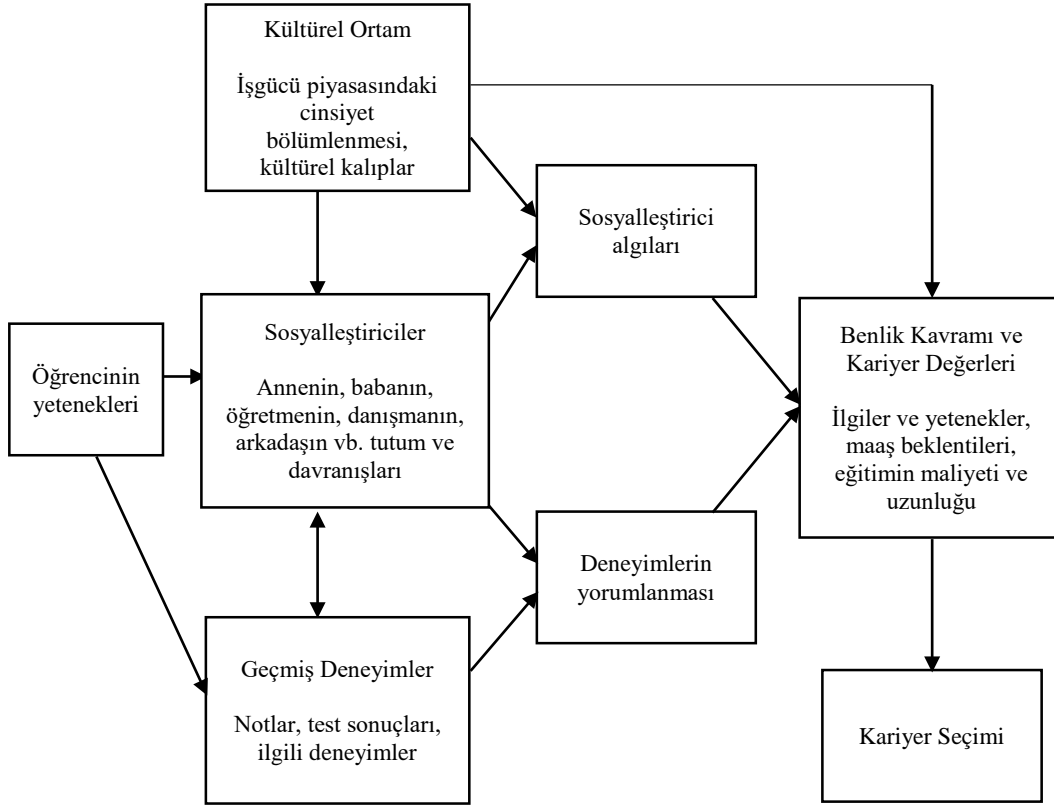 Kültürel Ortam
İşgücü piyasasındaki
cinsiyet
bölümlenmesi,
kültürel kalıplar
Sosyalleştirici
algıları
Öğrencinin
yetenekleri
Sosyalleştiriciler
Annenin, babanın,
öğretmenin, danışmanın,
arkadaşın vb. tutum ve
davranışları
Benlik Kavramı ve
Kariyer Değerleri
İlgiler ve yetenekler,
maaş beklentileri,
eğitimin maliyeti ve
uzunluğu
Deneyimlerin
yorumlanması
Geçmiş Deneyimler
Notlar, test sonuçları,
ilgili deneyimler
Kariyer Seçimi